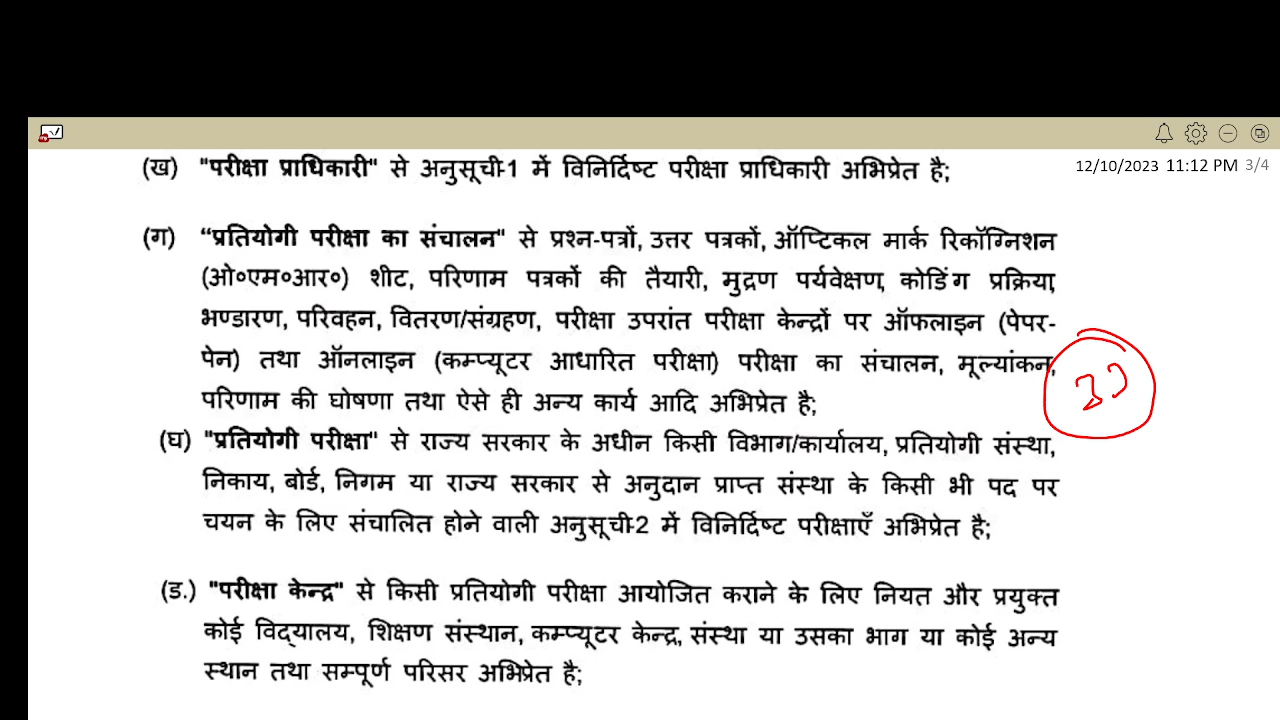 12/10/2023 11:12 PM 3/4
(ख) "परीक्षा प्राधिकारी" से अनुसूची-1 में विनिर्दिष्ट परीक्षा प्राधिकारी अभिप्रेत है;
(ग) “प्रतियोगी परीक्षा का संचालन" से प्रश्न-पत्रों, उत्तर पत्रकों, ऑप्टिकल मार्क रिकॉग्निशन
(ओ०एम०आर०) शीट, परिणाम पत्रकों की तैयारी, मुद्रण पर्यवेक्षण, कोडिंग प्रक्रिया,
भण्डारण, परिवहन, वितरण/संग्रहण, परीक्षा उपरांत परीक्षा केन्द्रों पर ऑफलाइन (पेपर-
पेन) तथा ऑनलाइन (कम्प्यूटर आधारित परीक्षा) परीक्षा का संचालन, मूल्यांकन,
परिणाम की घोषणा तथा ऐसे ही अन्य कार्य आदि अभिप्रेत है;
(घ) "प्रतियोगी परीक्षा" से राज्य सरकार के अधीन किसी विभाग/कार्यालय, प्रतियोगी संस्था,
निकाय, बोर्ड, निगम या राज्य सरकार से अनुदान प्राप्त संस्था के किसी भी पद पर
चयन के लिए संचालित होने वाली अनुसूची-2 में विनिर्दिष्ट परीक्षाएँ अभिप्रेत है;
(ड.) "परीक्षा केन्द्र" से किसी प्रतियोगी परीक्षा आयोजित कराने के लिए नियत और प्रयुक्त
कोई विद्यालय, शिक्षण संस्थान, कम्प्यूटर केन्द्र, संस्था या उसका भाग या कोई अन्य
स्थान तथा सम्पूर्ण परिसर अभिप्रेत है;